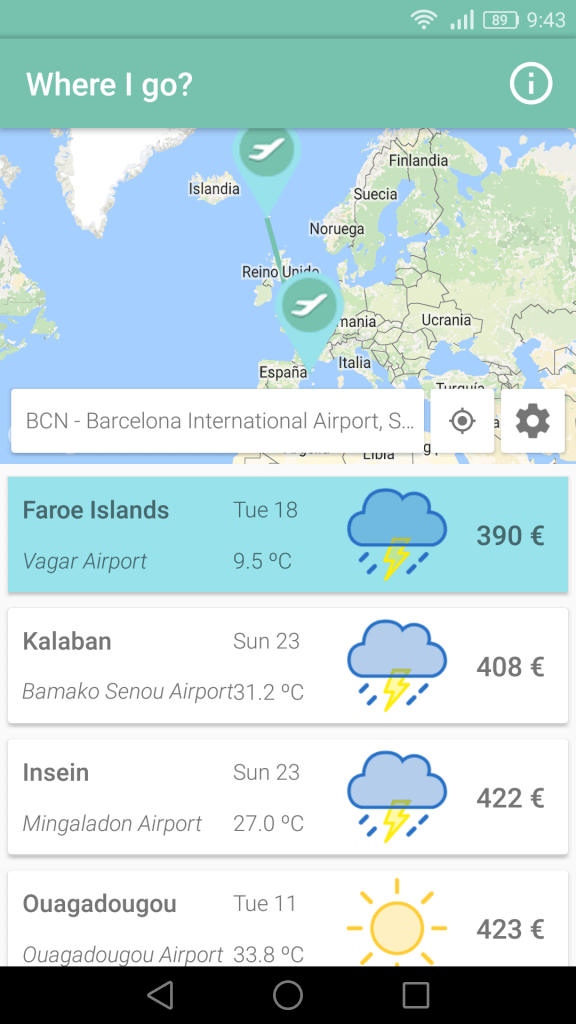 89 9:43
Where I go?
Finlandia
Islandia
Suecia
Noruega
Reino Unido
mania
Ucrania
Italia
España
Turquía
BCN - Barcelona International Airport, S...
Libia
Faroe Islands Tue 18
390 €
Vagar Airport 9.5 ºC
Kalaban Sun 23
408 €
Bamako Senou Airport 31.2 ºC
Insein Sun 23
422 €
Mingaladon Airport 27.0 ºC
Ouagadougou Tue 11
423 €
Ouagadougou Airport 33.8 ºC